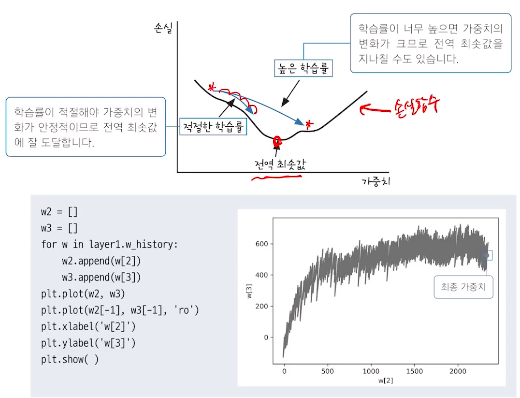 손실
학습률이 너무 높으면 가중치의
변화가 크므로 전역 최솟값을
지나칠 수도 있습니다.
높은 학습률
학습률이 적절해야 가중치의 변
화가 안정적이므로 전역 최솟값
에 잘 도달합니다.
적절한 학습률
손실함수
전역 최솟값
가중치
w2 = []
w3 = []
for w in layer1.w_history:
    w2.append(w[2])
    w3.append(w[3])
plt.plot(w2, w3)
plt.plot(w2[-1], w3[-1], 'ro')
plt.xlabel('w[2]')
plt.ylabel('w[3]')
plt.show( )
600
400
200
0
w[3]
최종 가중치
0 500 1000 1500 2000
w[2]